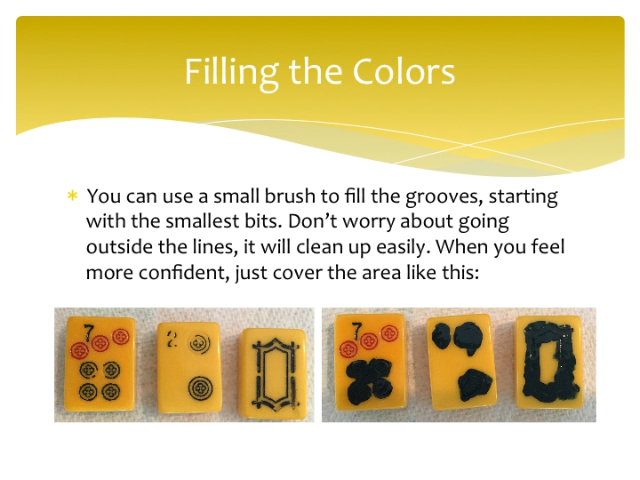 Filling the Colors
* You can use a small brush to fill the grooves, starting
with the smallest bits. Don’t worry about going
outside the lines, it will clean up easily. When you feel
more confident, just cover the area like this:
7 2 7